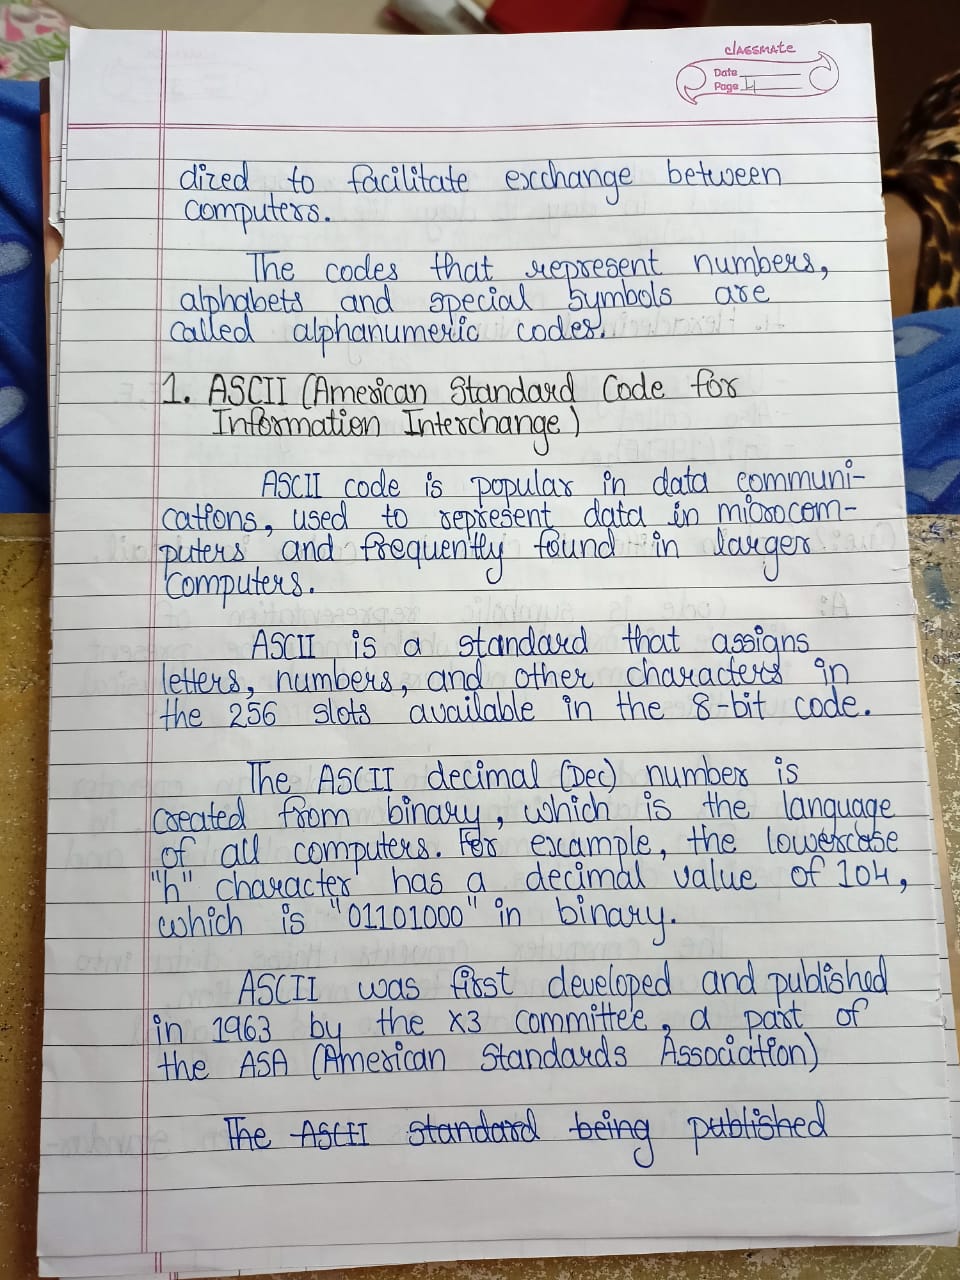 classmate
Date
Page 4
dized to facilitate exchange between
computers.
The codes that represent numbers,
alphabets and special symbols are
called alphanumeric codes.
1. ASCII (American Standard Code for
Information Interchange)
ASCII code is popular in data communi-
cations, used to represent data in microcom-
puters and frequently found in larger
computers.
ASCII is a standard that assigns
letters, numbers, and other characters in
the 256 slots available in the 8-bit code.
The ASCII decimal (Dec) number is
created from binary, which is the language
of all computers. For example, the lowercase
"h" character has a decimal value of 104,
which is "01101000" in binary.
ASCII was first developed and published
in 1963 by the X3 committee, a part of
the ASA (American Standards Association)
The ASCII standard being published